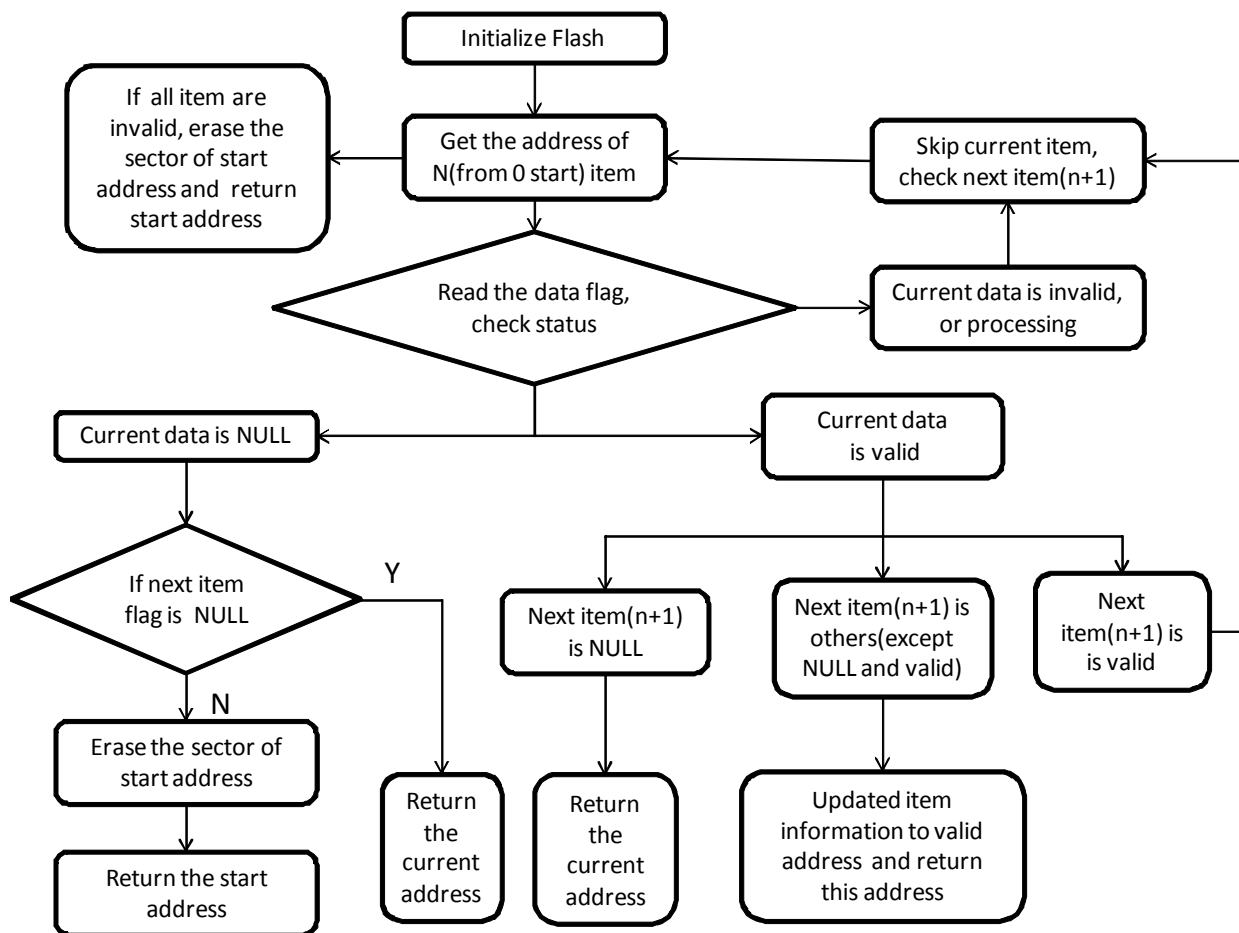 Initialize Flash
If all item are
invalid, erase the
sector of start
address and return
start address
Get the address of
N(from 0 start) item
Skip current item,
check next item(n+1)
Read the data flag,
check status
Current data is invalid,
or processing
Current data is NULL
Current data
is valid
If next item
flag is NULL
Y
N
Next item(n+1)
is NULL
Next item(n+1) is
others(except
NULL and valid)
Next
item(n+1) is
is valid
Erase the sector of
start address
Return the start
address
Return
the
current
address
Return
the
current
address
Updated item
information to valid
address and return
this address